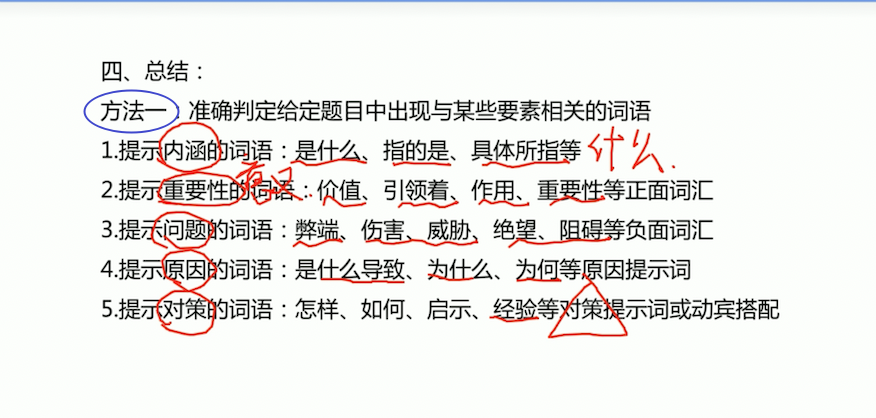 四、总结：
方法一：准确判定给定题目中出现与某些要素相关的词语
1.提示内涵的词语：是什么、指的是、具体所指等 什么.
意义
2.提示重要性的词语：价值、引领着、作用、重要性等正面词汇
3.提示问题的词语：弊端、伤害、威胁、绝望、阻碍等负面词汇
4.提示原因的词语：是什么导致、为什么、为何等原因提示词
5.提示对策的词语：怎样、如何、启示、经验等对策提示词或动宾搭配